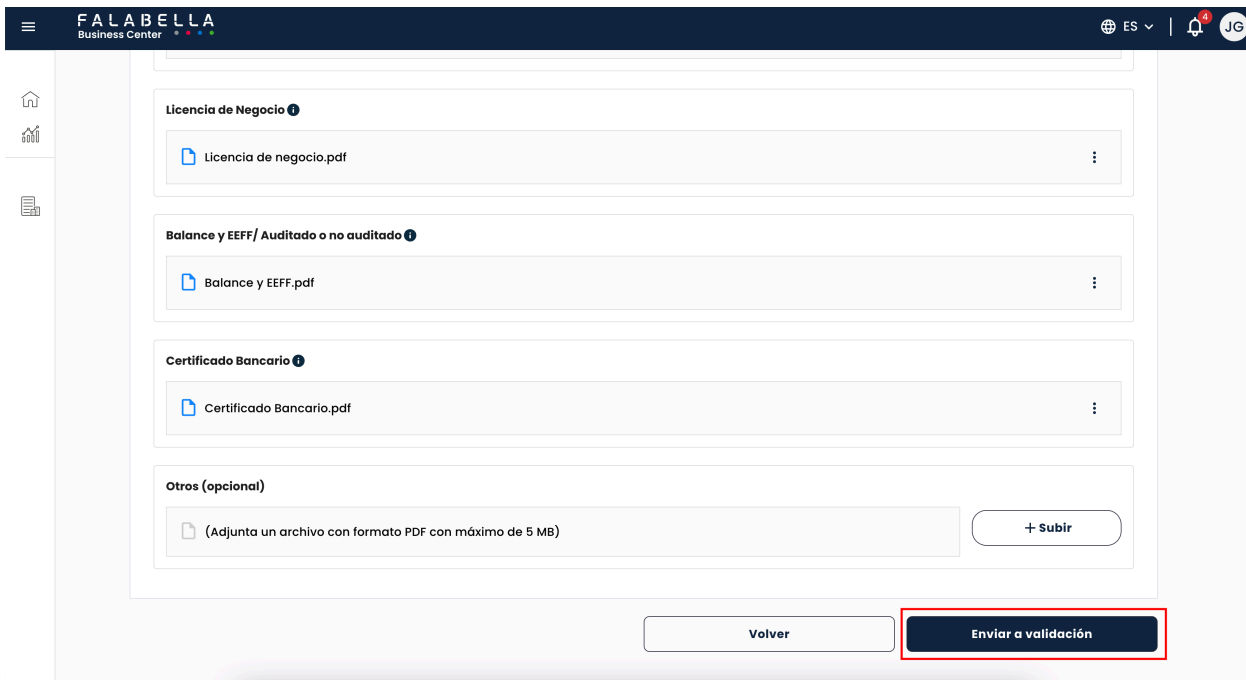 FALABELLA
Business Center
ES
4
JG
Licencia de Negocio
Licencia de negocio.pdf
Balance y EEFF/ Auditado o no auditado
Balance y EEFF.pdf
Certificado Bancario
Certificado Bancario.pdf
Otros (opcional)
(Adjunta un archivo con formato PDF con máximo de 5 MB)
+ Subir
Volver
Enviar a validación